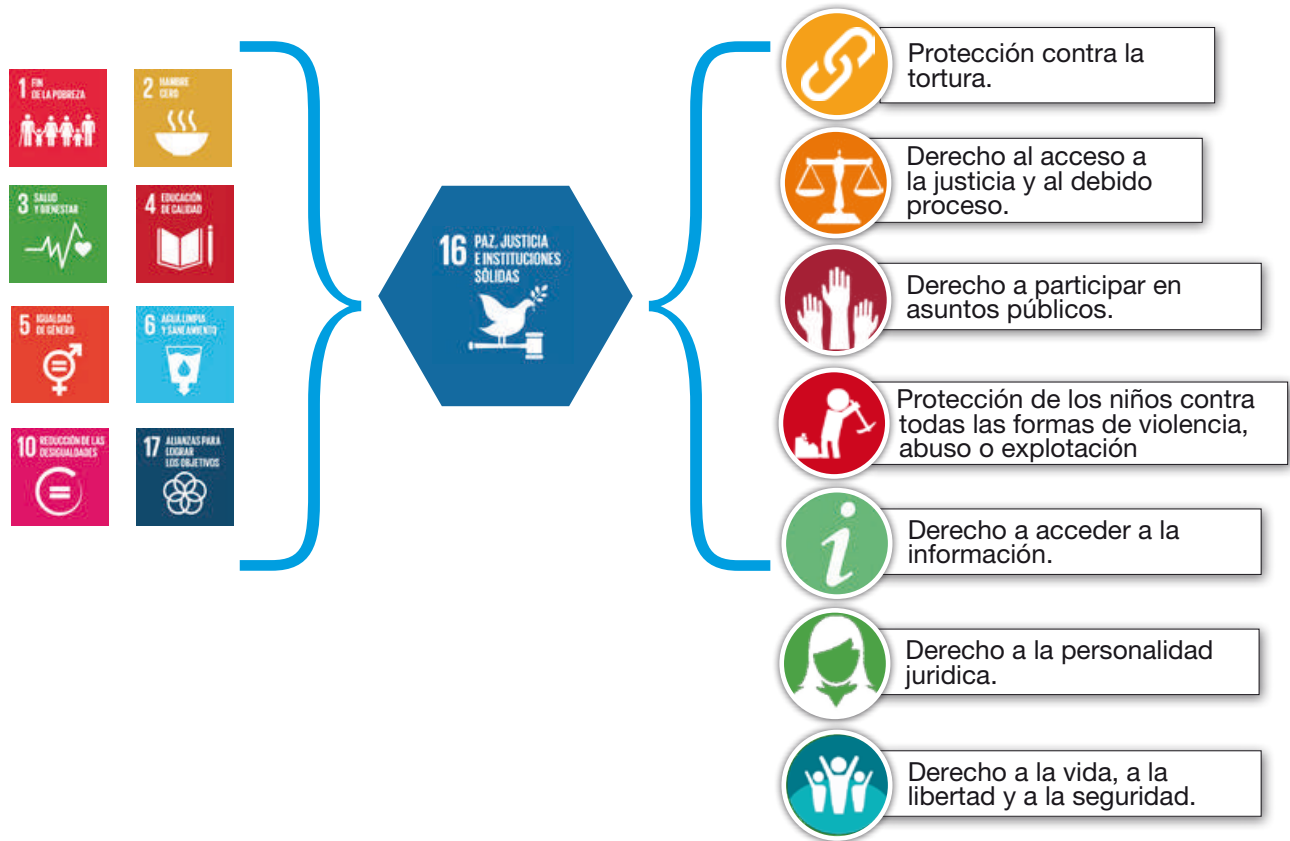 1 FIN
DE LA POBREZA
2 HAMBRE
CERO
3 SALUD
Y BIENESTAR
4 EDUCACIÓN
DE CALIDAD
5 IGUALDAD
DE GÉNERO
6 AGUA LIMPIA
Y SANEAMIENTO
10 REDUCCIÓN DE LAS
DESIGUALDADES
17 ALIANZAS PARA
LOGRAR
LOS OBJETIVOS
16 PAZ, JUSTICIA
E INSTITUCIONES
SÓLIDAS
Protección contra la
tortura.
Derecho al acceso a
la justicia y al debido
proceso.
Derecho a participar en
asuntos públicos.
Protección de los niños contra
todas las formas de violencia,
abuso o explotación
Derecho a acceder a la
información.
Derecho a la personalidad
juridica.
Derecho a la vida, a la
libertad y a la seguridad.